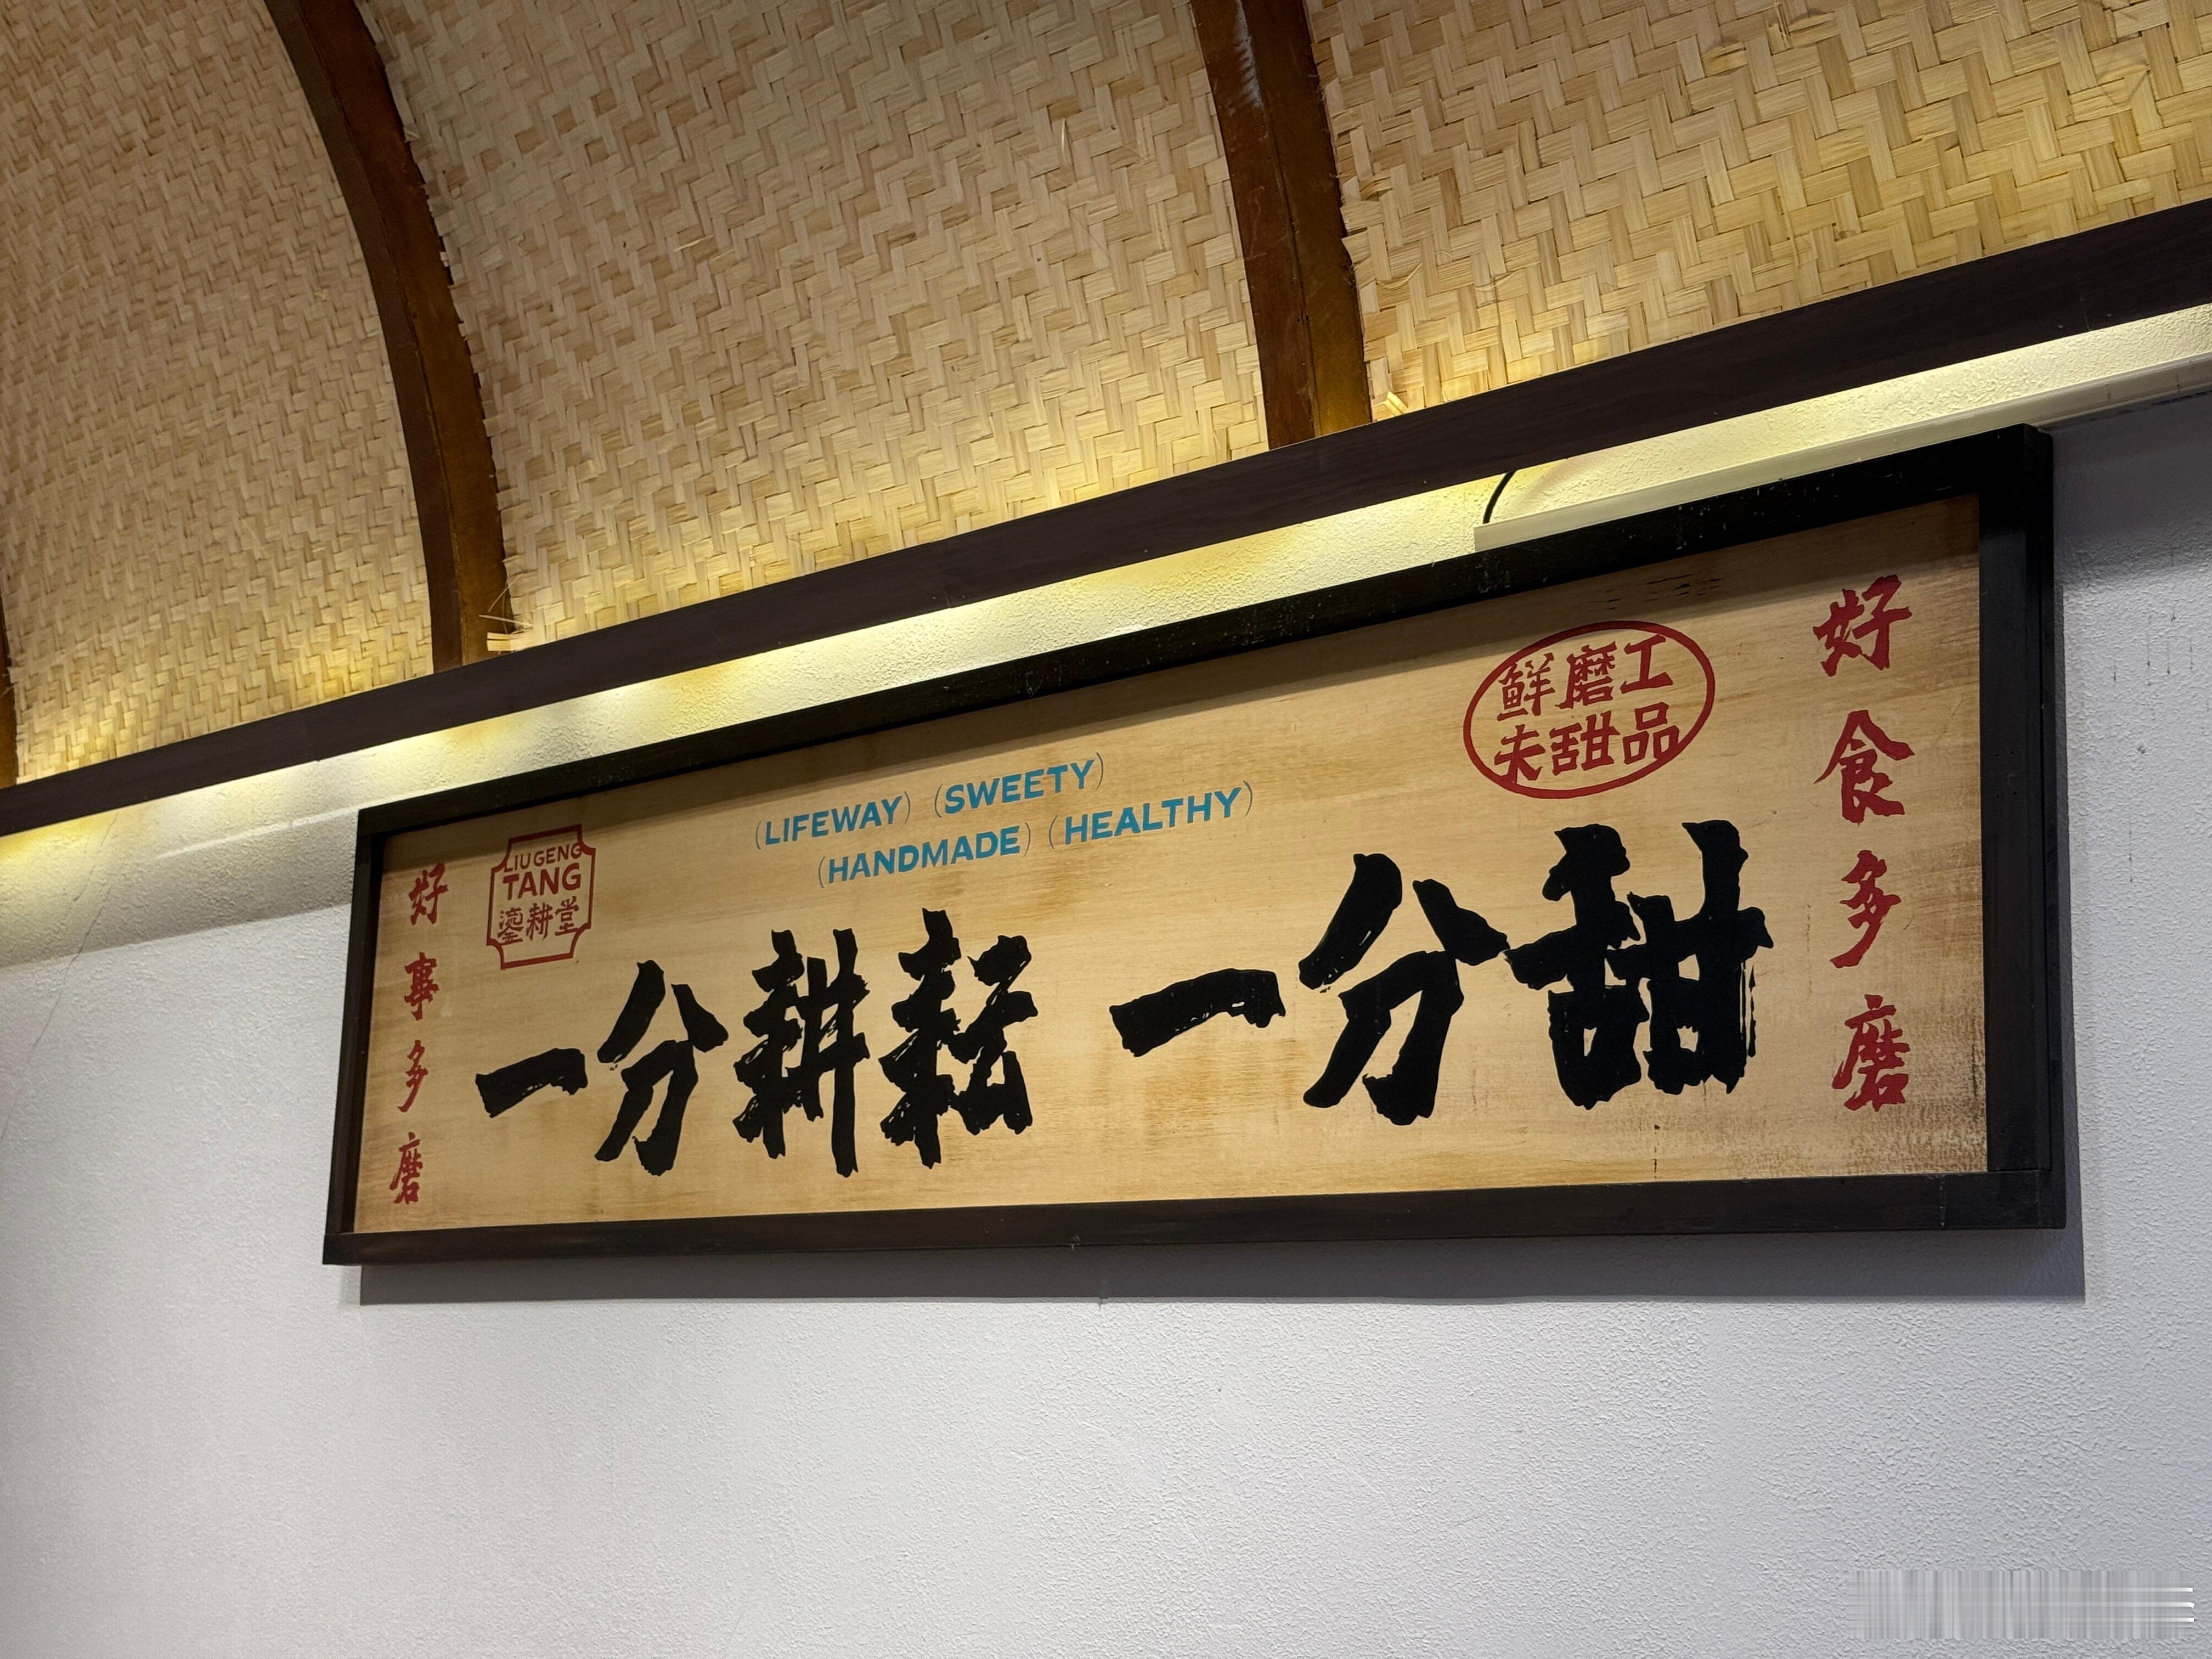 好事多磨
LIUGENG
TANG
鎏耕堂
(LIFEWAY) (SWEETY)
(HANDMADE) (HEALTHY)
一分耕耘 一分甜
鲜磨工
夫甜品
好食多磨